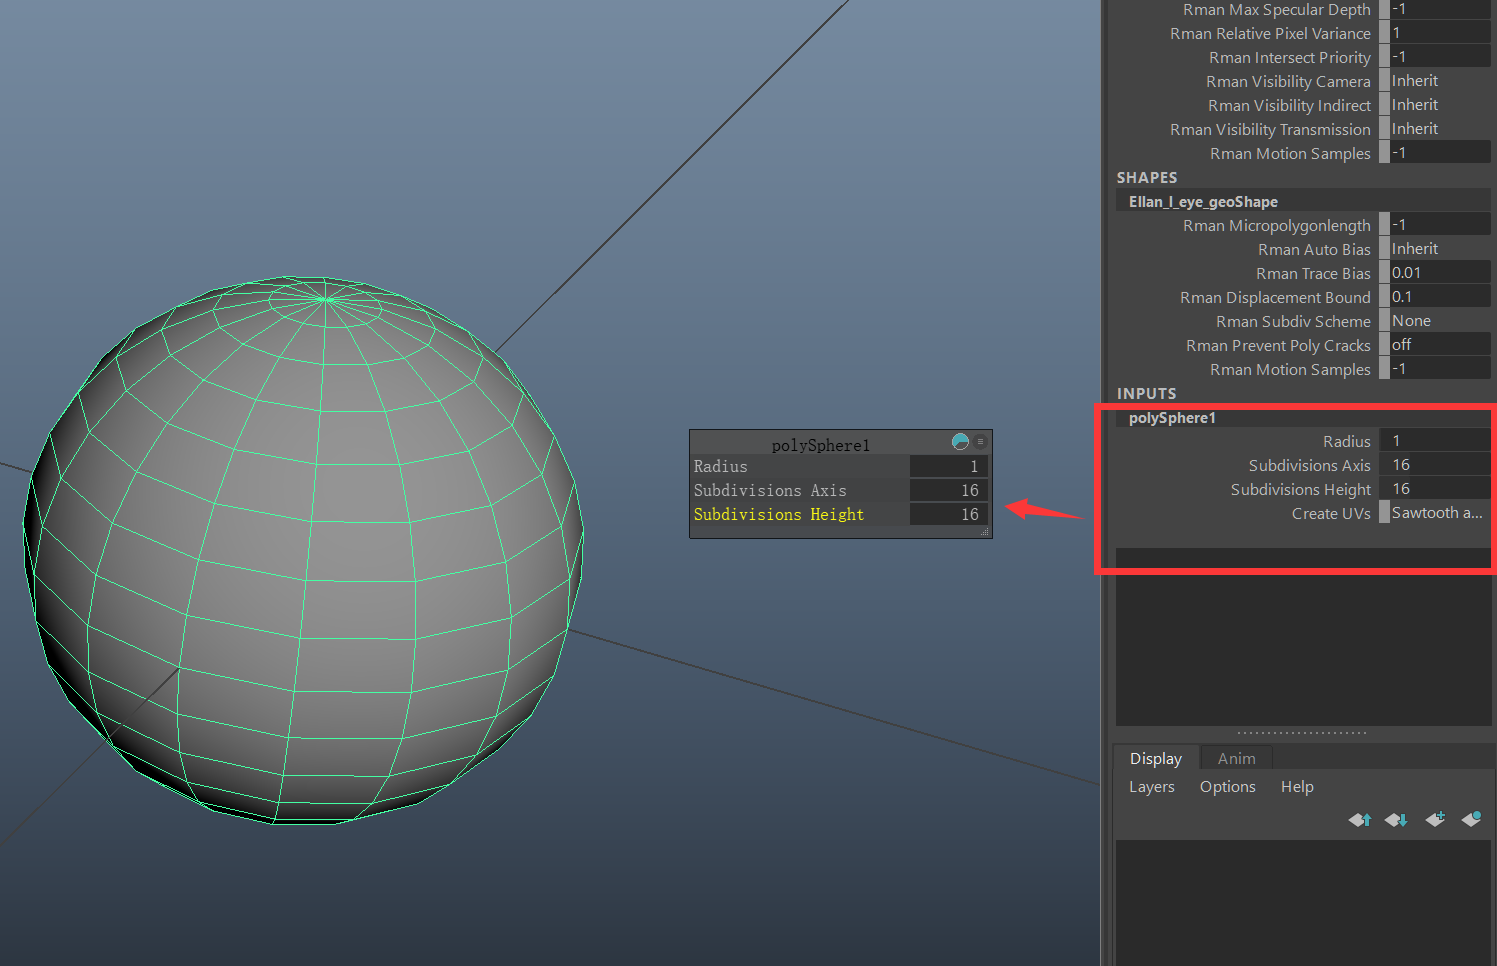 Rman Max Specular Depth -1
Rman Relative Pixel Variance 1
Rman Intersect Priority -1
Rman Visibility Camera Inherit
Rman Visibility Indirect Inherit
Rman Visibility Transmission Inherit
Rman Motion Samples -1
SHAPES
Ellan_l_eye_geoShape
Rman Micropolygonlength -1
Rman Auto Bias Inherit
Rman Trace Bias 0.01
Rman Displacement Bound 0.1
Rman Subdiv Scheme None
Rman Prevent Poly Cracks off
Rman Motion Samples -1
INPUTS
polySphere1
Radius 1
Subdivisions Axis 16
Subdivisions Height 16
Create UVs Sawtooth a...
polySphere1
Radius 1
Subdivisions Axis 16
Subdivisions Height 16
Display Anim
Layers Options Help